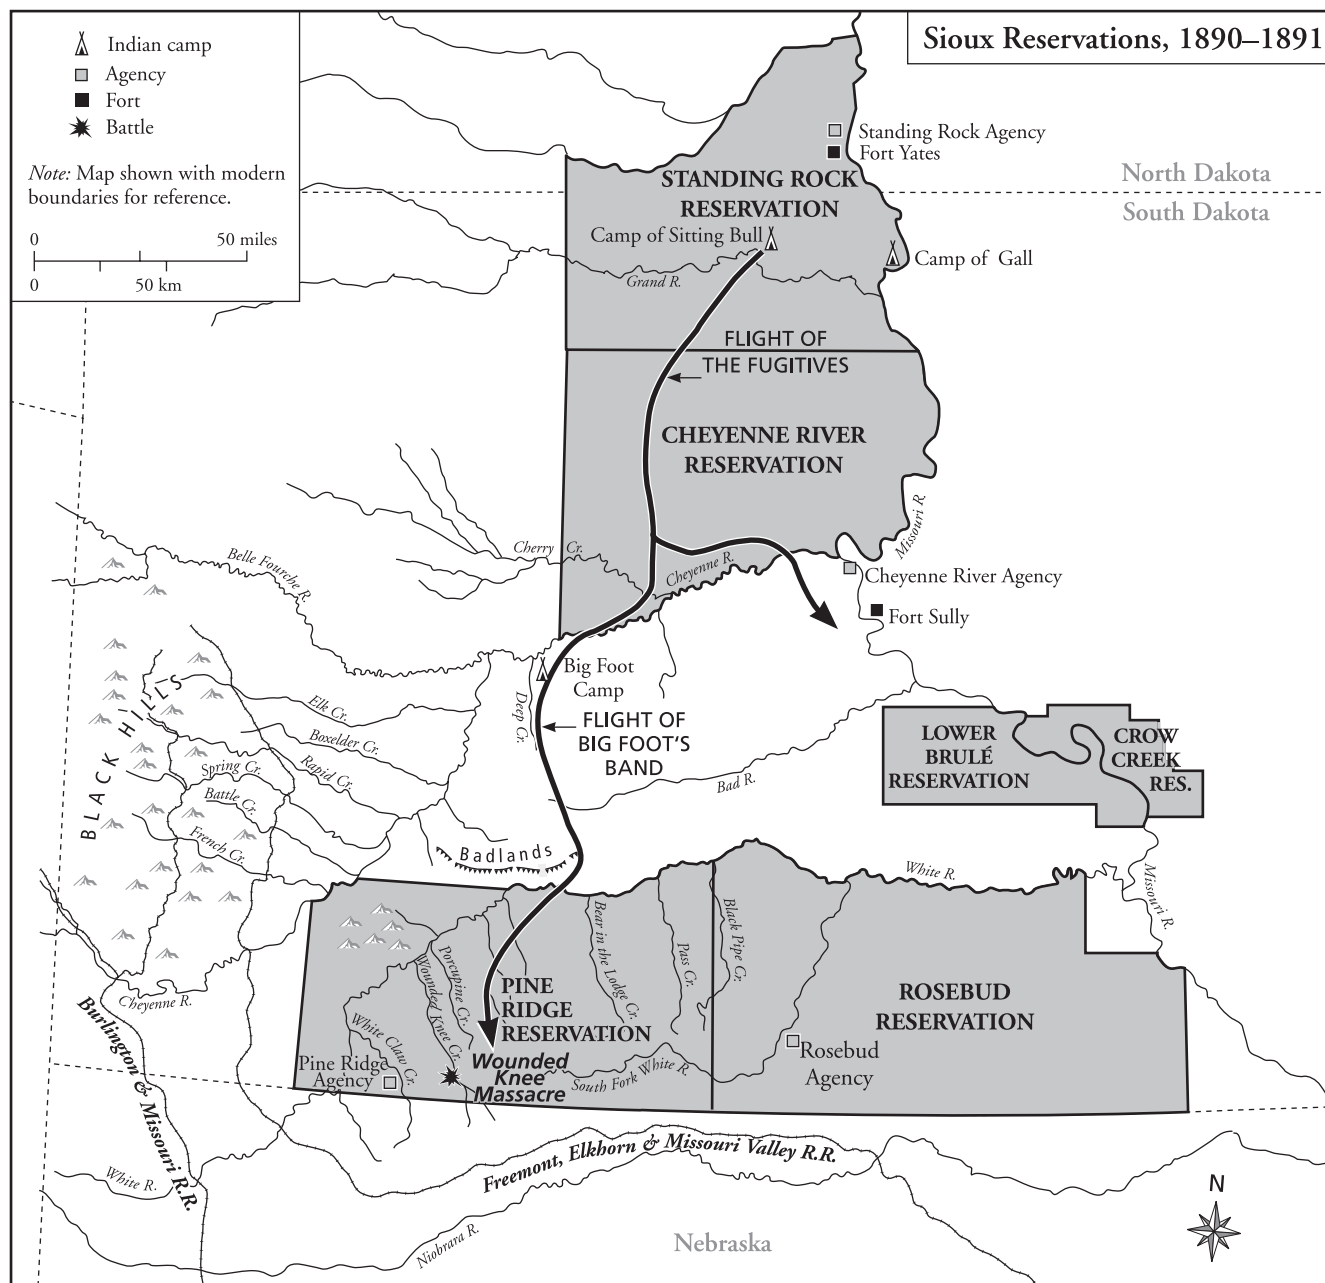 Sioux Reservations, 1890–1891
Indian camp
Agency
Fort
Battle
Note: Map shown with modern
boundaries for reference.
0
50 miles
0
50 km
Standing Rock Agency
Fort Yates
North Dakota
South Dakota
STANDING ROCK
RESERVATION
Camp of Sitting Bull
Camp of Gall
Grand R.
FLIGHT OF
THE FUGITIVES
CHEYENNE RIVER
RESERVATION
Missouri R.
Cherry Cr.
Cheyenne R.
Belle Fourche R.
Cheyenne River Agency
Fort Sully
Big Foot
Camp
Deep Cr.
FLIGHT OF
BIG FOOT'S
BAND
BLACK HILLS
Elk Cr.
Boxelder Cr.
Rapid Cr.
Spring Cr.
Battle Cr.
French Cr.
Bad R.
LOWER
BRULÉ
RESERVATION
CROW
CREEK
RES.
Badlands
White R.
Missouri R.
Bear in the Lodge Cr.
Pass Cr.
Black Pipe Cr.
Porcupine Cr.
Wounded Knee Cr.
White Claw Cr.
PINE
RIDGE
RESERVATION
ROSEBUD
RESERVATION
Cheyenne R.
Burlington & Missouri R.R.
Pine Ridge
Agency
Wounded
Knee
Massacre
South Fork White R.
Rosebud
Agency
Freemont, Elkhorn & Missouri Valley R.R.
White R.
Niobrara R.
Nebraska
N